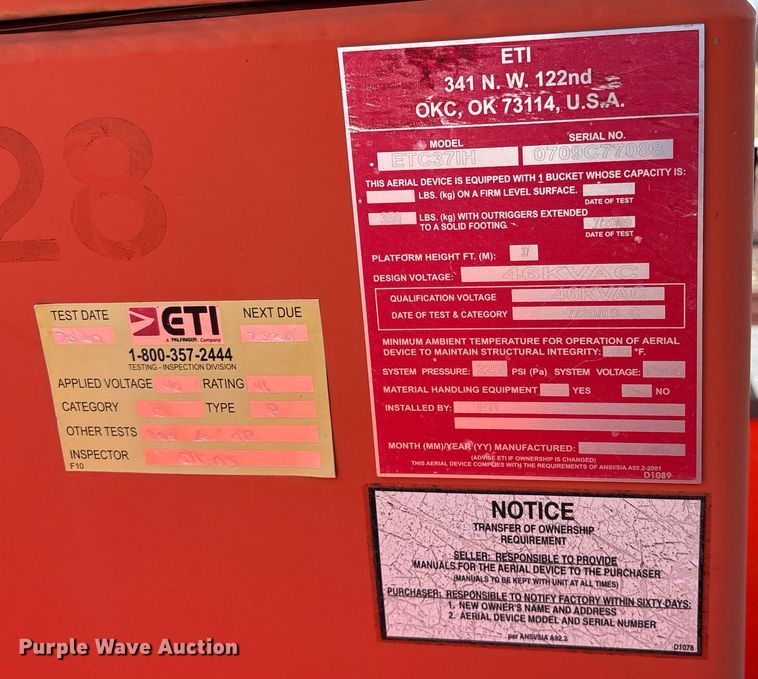 28
ETI
341 N. W. 122nd
OKC, OK 73114, U.S.A.
MODEL SERIAL NO.
ETC37IH 0709C77088
THIS AERIAL DEVICE IS EQUIPPED WITH 1 BUCKET WHOSE CAPACITY IS:
LBS. (kg) ON A FIRM LEVEL SURFACE.
DATE OF TEST
350 LBS. (kg) WITH OUTRIGGERS EXTENDED
TO A SOLID FOOTING. 7/20/09
DATE OF TEST
PLATFORM HEIGHT FT. (M): 37
DESIGN VOLTAGE: 46KVAC
QUALIFICATION VOLTAGE 46KVAC
DATE OF TEST & CATEGORY 7/20/09 C
MINIMUM AMBIENT TEMPERATURE FOR OPERATION OF AERIAL
DEVICE TO MAINTAIN STRUCTURAL INTEGRITY: °F.
SYSTEM PRESSURE: 2250 PSI (Pa) SYSTEM VOLTAGE:
MATERIAL HANDLING EQUIPMENT YES NO
INSTALLED BY: ETI
MONTH (MM)/YEAR (YY) MANUFACTURED:
(ADVISE ETI IF OWNERSHIP IS CHANGED)
THIS AERIAL DEVICE COMPLIES WITH THE REQUIREMENTS OF ANSI/SIA A92.2-2001
D1089
TEST DATE ETI NEXT DUE
A PALFINGER Company
1-800-357-2444
TESTING - INSPECTION DIVISION
APPLIED VOLTAGE 40 RATING
CATEGORY C TYPE
OTHER TESTS
INSPECTOR
F10
NOTICE
TRANSFER OF OWNERSHIP
REQUIREMENT
SELLER: RESPONSIBLE TO PROVIDE
MANUALS FOR THE AERIAL DEVICE TO THE PURCHASER
(MANUALS TO BE KEPT WITH UNIT AT ALL TIMES)
PURCHASER: RESPONSIBLE TO NOTIFY FACTORY WITHIN SIXTY DAYS:
1. NEW OWNER'S NAME AND ADDRESS
2. AERIAL DEVICE MODEL AND SERIAL NUMBER
per ANSI/SIA A92.2
D1078
Purple Wave Auction